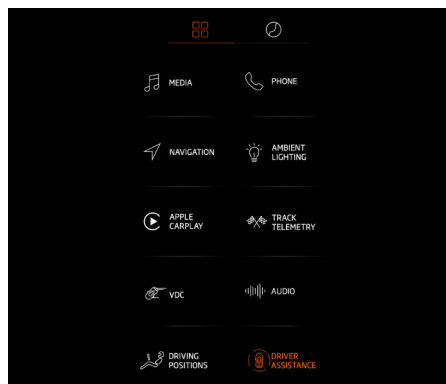 MEDIA
PHONE
NAVIGATION
AMBIENT
LIGHTING
APPLE
CARPLAY
TRACK
TELEMETRY
VDC
AUDIO
DRIVING
POSITIONS
DRIVER
ASSISTANCE